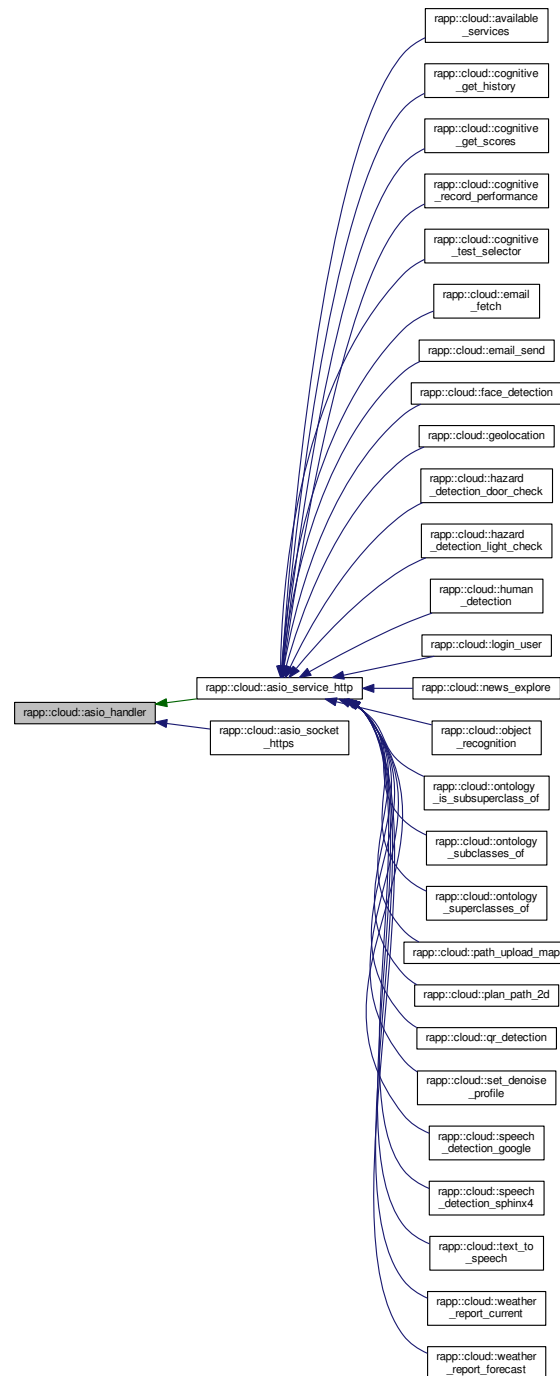 rapp::cloud::available
_services
rapp::cloud::cognitive
_get_history
rapp::cloud::cognitive
_get_scores
rapp::cloud::cognitive
_record_performance
rapp::cloud::cognitive
_test_selector
rapp::cloud::email
_fetch
rapp::cloud::email_send
rapp::cloud::face_detection
rapp::cloud::geolocation
rapp::cloud::hazard
_detection_door_check
rapp::cloud::hazard
_detection_light_check
rapp::cloud::human
_detection
rapp::cloud::login_user
rapp::cloud::asio_service_http
rapp::cloud::news_explore
rapp::cloud::asio_handler
rapp::cloud::asio_socket
_https
rapp::cloud::object
_recognition
rapp::cloud::ontology
_is_subsuperclass_of
rapp::cloud::ontology
_subclasses_of
rapp::cloud::ontology
_superclasses_of
rapp::cloud::path_upload_map
rapp::cloud::plan_path_2d
rapp::cloud::qr_detection
rapp::cloud::set_denoise
_profile
rapp::cloud::speech
_detection_google
rapp::cloud::speech
_detection_sphinx4
rapp::cloud::text_to
_speech
rapp::cloud::weather
_report_current
rapp::cloud::weather
_report_forecast